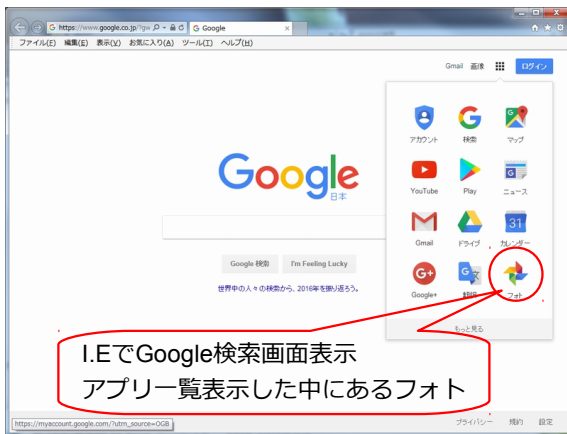 https://www.google.co.jp/?gw
G Google
ファイル(F) 編集(E) 表示(V) お気に入り(A) ツール(T) ヘルプ(H)
Gmail 画像 ログイン
アカウント 検索 マップ
YouTube Play ニュース
31
Gmail ドライブ カレンダー
Google+ 翻訳 フォト
もっと見る
Google
日本
Google 検索 I'm Feeling Lucky
世界中の人々の検索から、2016年を振り返ろう。
I.EでGoogle検索画面表示
アプリ一覧表示した中にあるフォト
https://myaccount.google.com/?utm_source=OGB
プライバシー 規約 設定